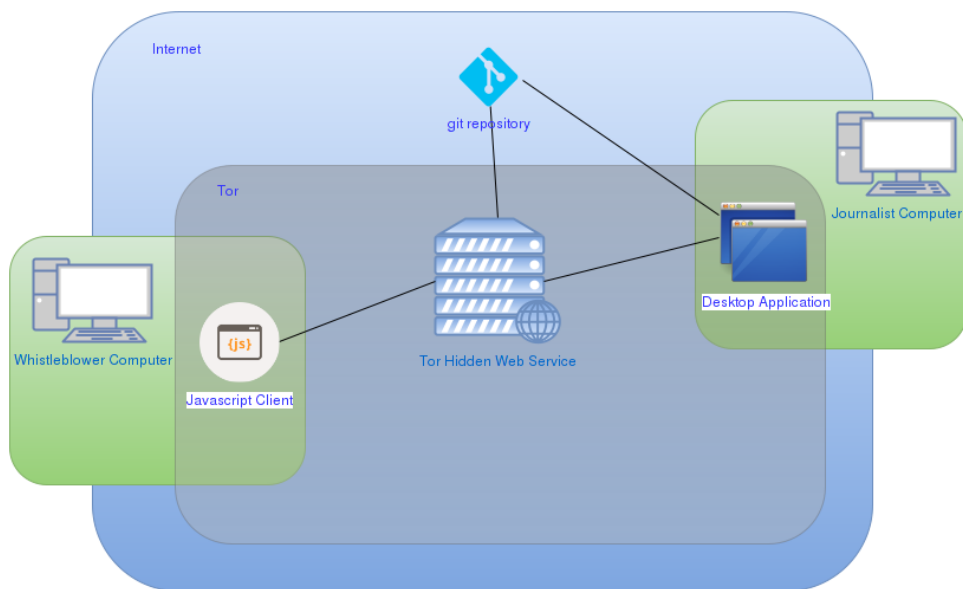 Internet
git repository
Tor
Journalist Computer
Desktop Application
Whistleblower Computer
{js}
Tor Hidden Web Service
Javascript Client